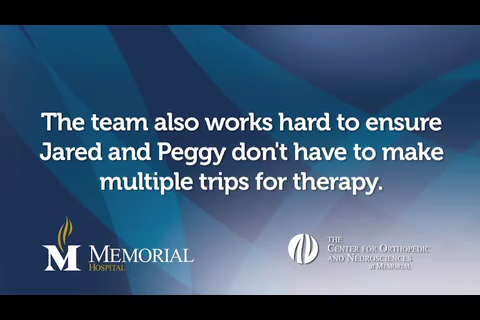 The team also works hard to ensure
Jared and Peggy don't have to make
multiple trips for therapy.
M MEMORIAL
HOSPITAL
THE
CENTER FOR ORTHOPEDIC
AND NEUROSCIENCES
at MEMORIAL